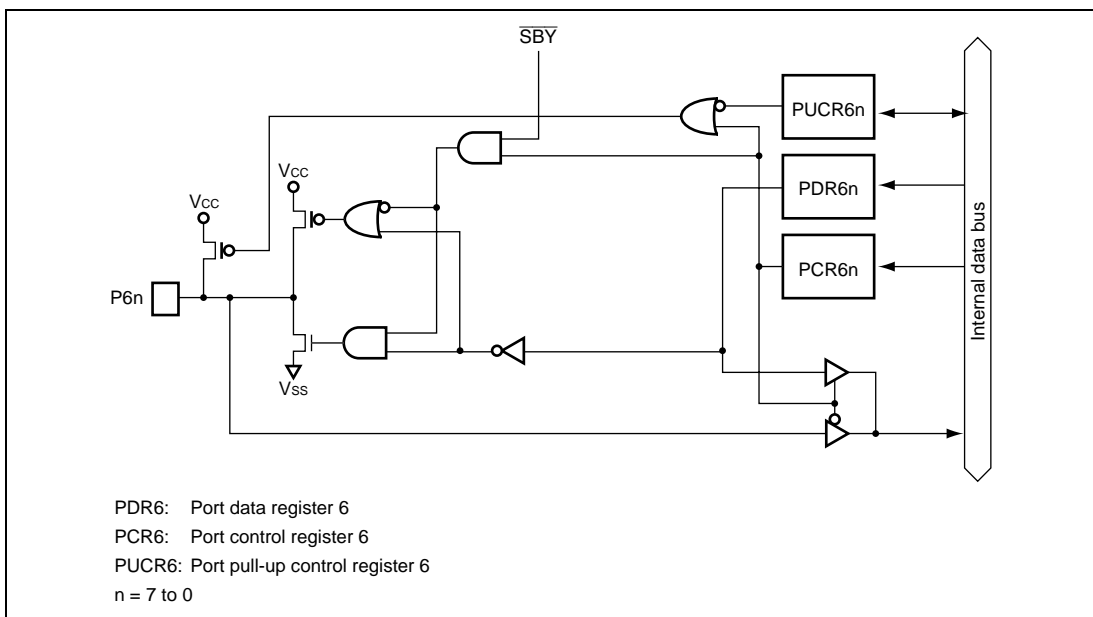 SBY
PUCR6n
PDR6n
PCR6n
Internal data bus
VCC
VCC
P6n
VSS
PDR6: Port data register 6
PCR6: Port control register 6
PUCR6: Port pull-up control register 6
n = 7 to 0